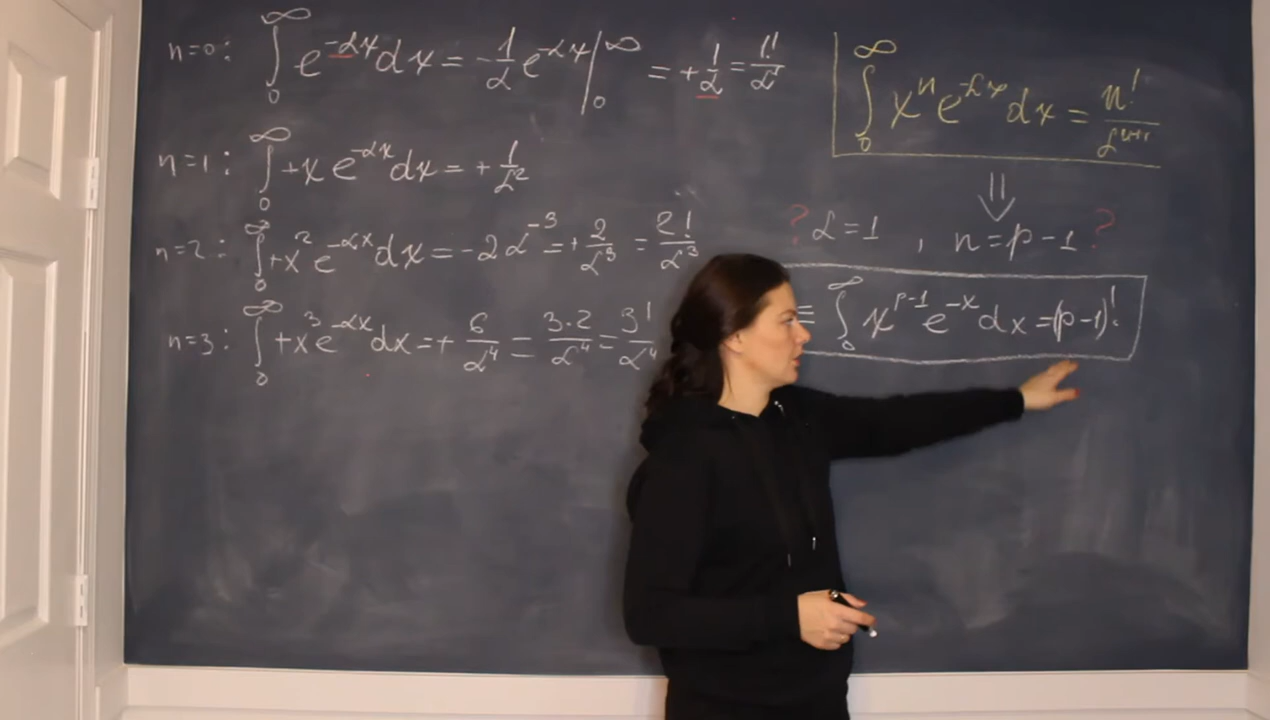 n=0: ∫₀^∞ e^{-αx}dx = -1/α e^{-αx}|₀^∞ = +1/α = 1!/α¹
n=1: ∫₀^∞ +x e^{-αx}dx = +1/α²
n=2: ∫₀^∞ +x² e^{-αx}dx = -2α^{-3} = +2/α³ = 2!/α³
n=3: ∫₀^∞ +x³ e^{-αx}dx = +6/α⁴ = 3·2/α⁴ = 3!/α⁴
∫₀^∞ xⁿ e^{-αx}dx = n!/α^{n+1}
⇓
? α=1 , n=p-1 ?
≡ ∫₀^∞ x^{p-1} e^{-x}dx = (p-1)!